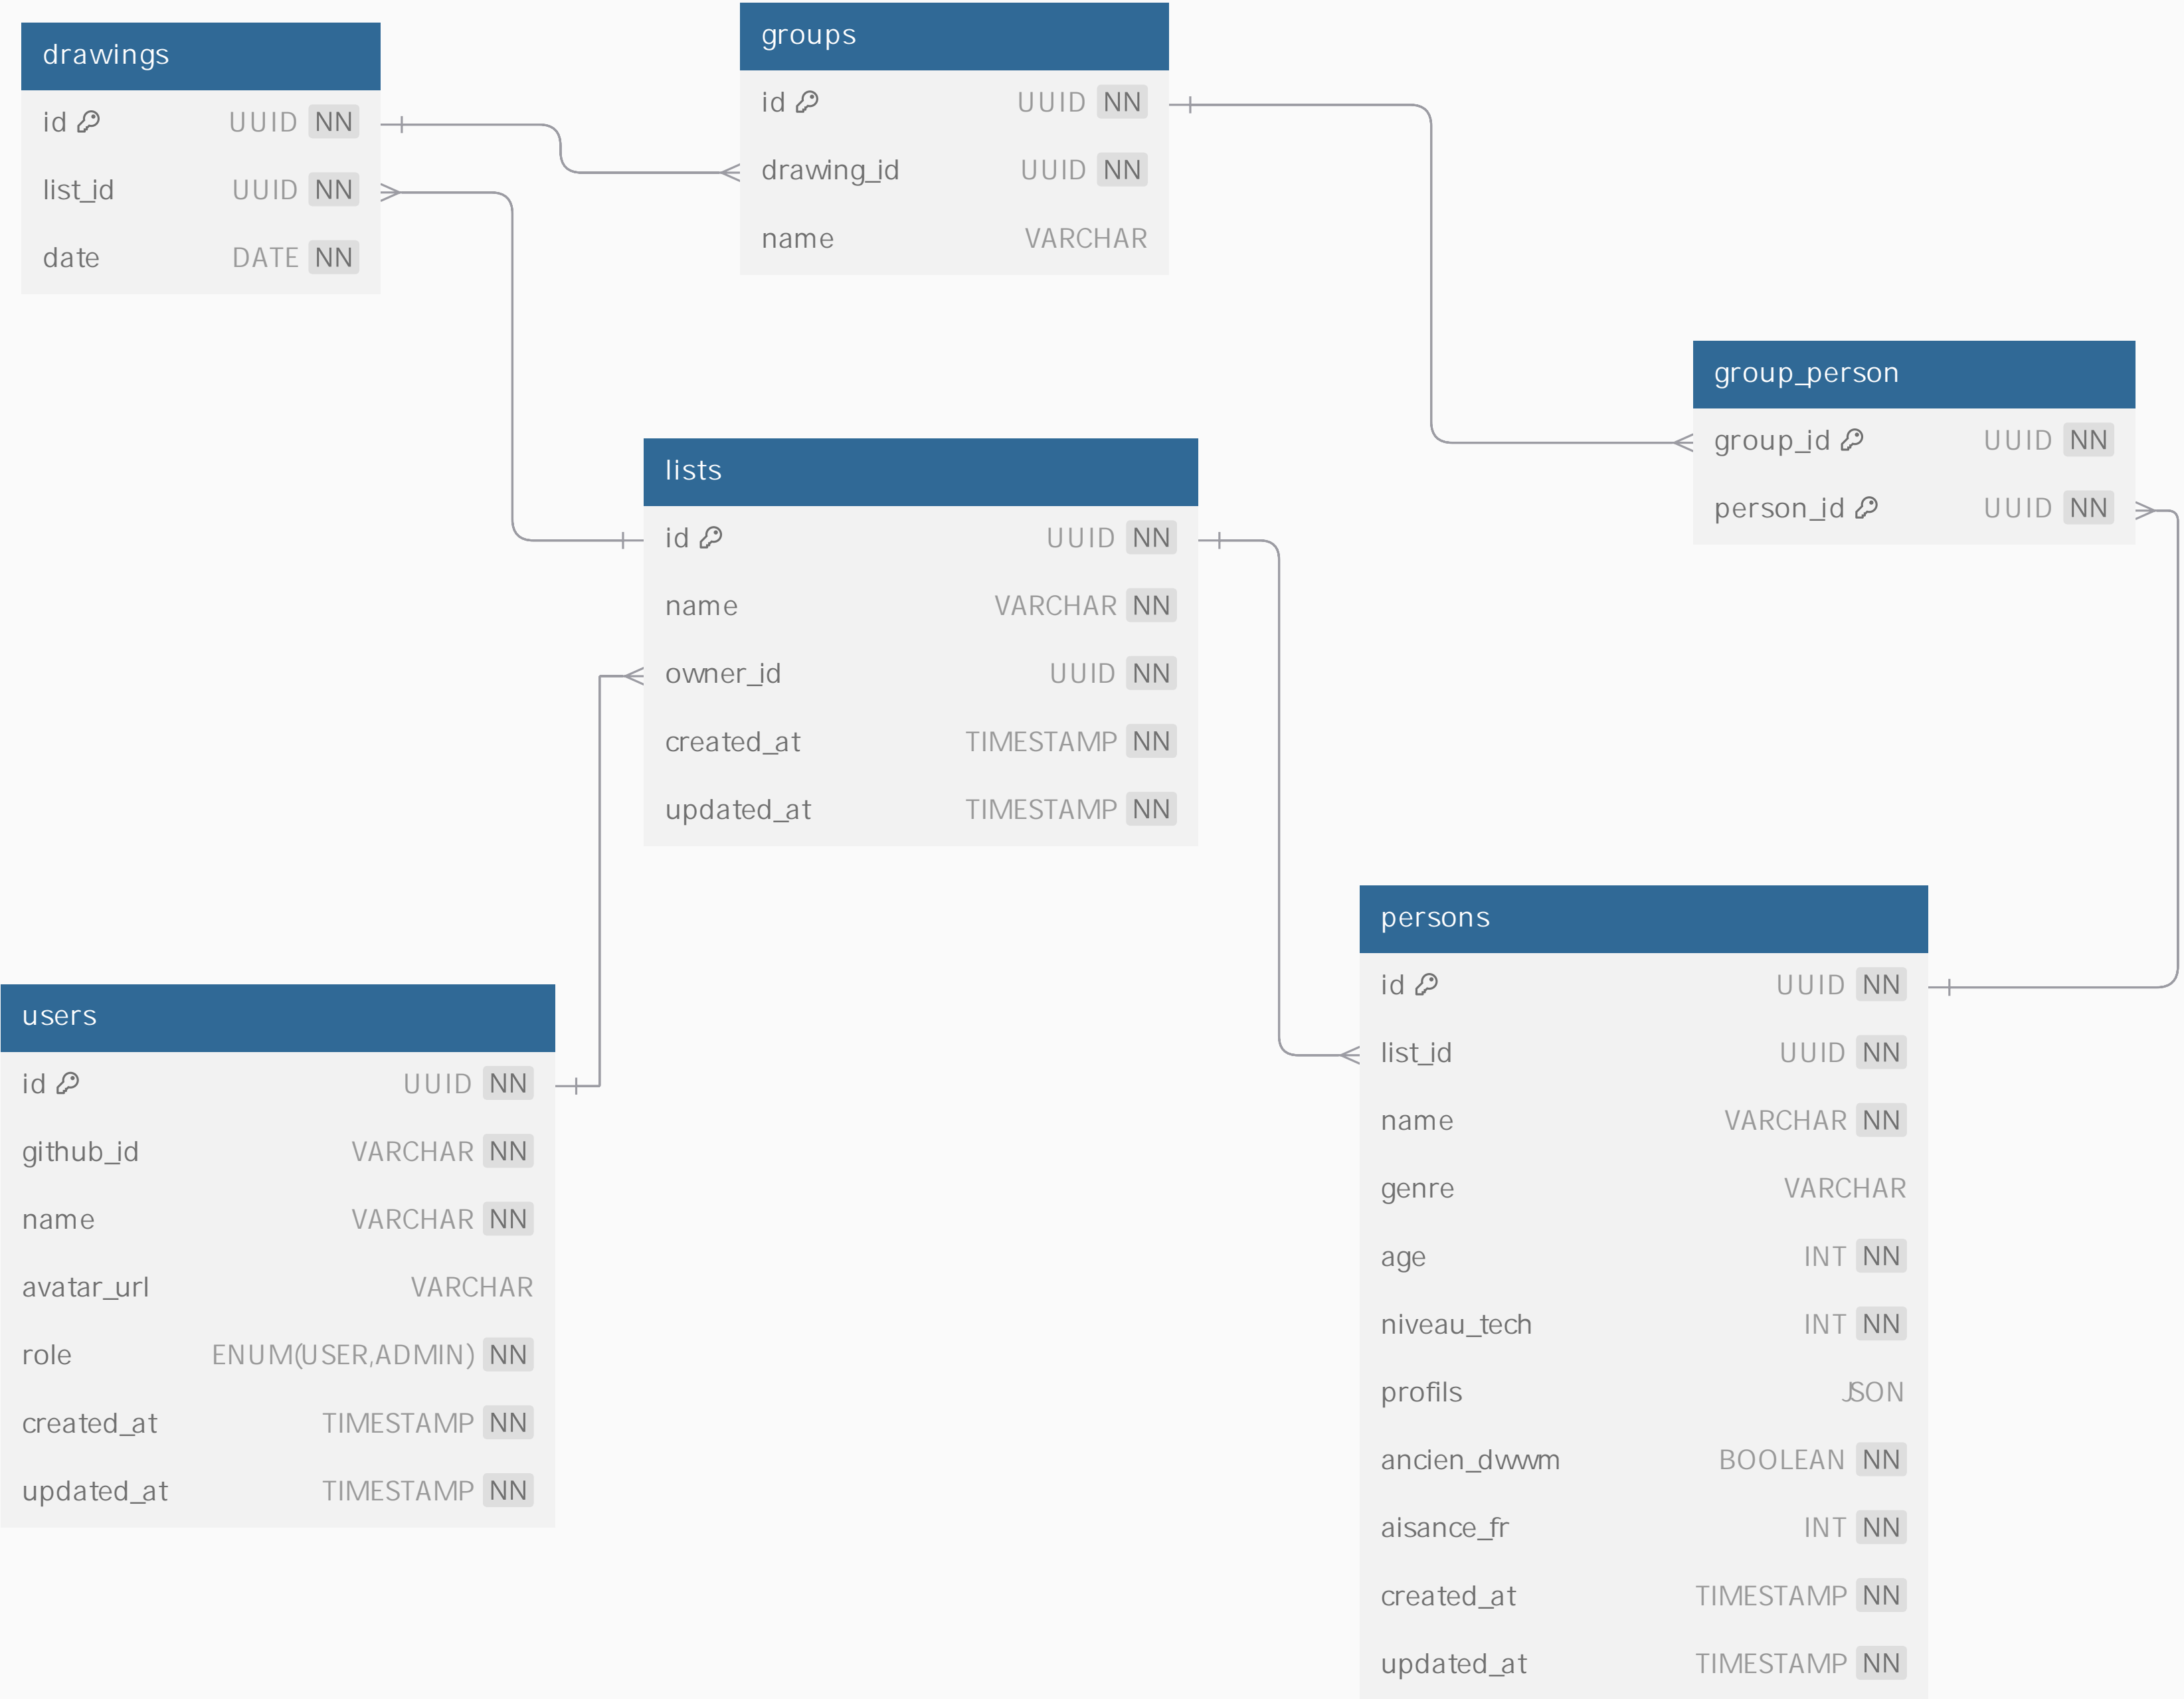 drawings
id UUID NN
list_id UUID NN
date DATE NN
groups
id UUID NN
drawing_id UUID NN
name VARCHAR
group_person
group_id UUID NN
person_id UUID NN
lists
id UUID NN
name VARCHAR NN
owner_id UUID NN
created_at TIMESTAMP NN
updated_at TIMESTAMP NN
users
id UUID NN
github_id VARCHAR NN
name VARCHAR NN
avatar_url VARCHAR
role ENUM(USER,ADMIN) NN
created_at TIMESTAMP NN
updated_at TIMESTAMP NN
persons
id UUID NN
list_id UUID NN
name VARCHAR NN
genre VARCHAR
age INT NN
niveau_tech INT NN
profils JSON
ancien_dwwm BOOLEAN NN
aisance_fr INT NN
created_at TIMESTAMP NN
updated_at TIMESTAMP NN